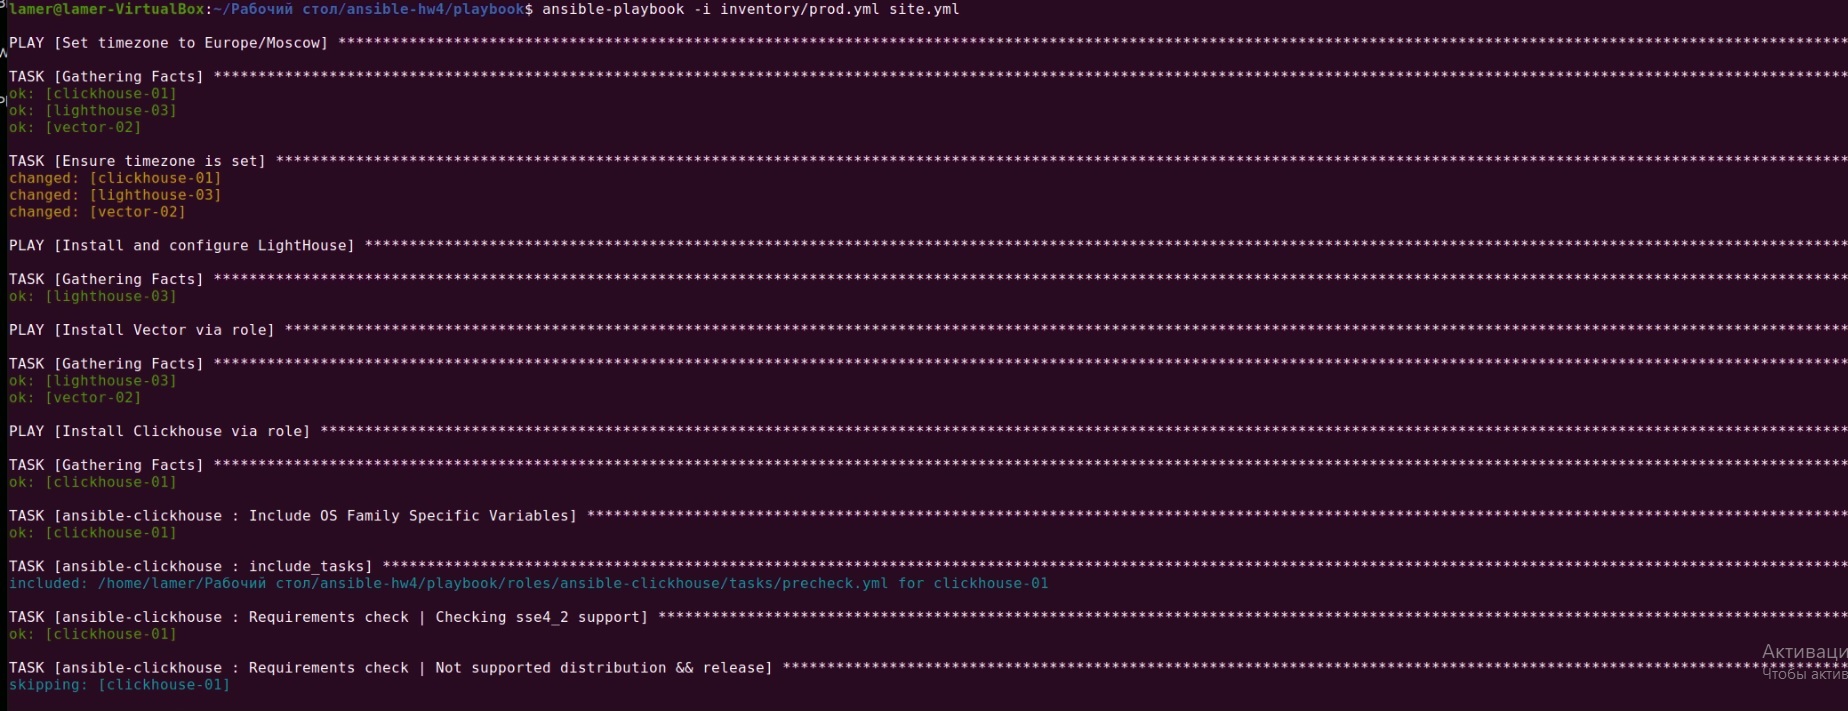 lamer@lamer-VirtualBox:~/Рабочий стол/ansible-hw4/playbook$ ansible-playbook -i inventory/prod.yml site.yml
PLAY [Set timezone to Europe/Moscow] ****************************************
TASK [Gathering Facts] ****************************************
ok: [clickhouse-01]
ok: [lighthouse-03]
ok: [vector-02]
TASK [Ensure timezone is set] ****************************************
changed: [clickhouse-01]
changed: [lighthouse-03]
changed: [vector-02]
PLAY [Install and configure LightHouse] ****************************************
TASK [Gathering Facts] ****************************************
ok: [lighthouse-03]
PLAY [Install Vector via role] ****************************************
TASK [Gathering Facts] ****************************************
ok: [lighthouse-03]
ok: [vector-02]
PLAY [Install Clickhouse via role] ****************************************
TASK [Gathering Facts] ****************************************
ok: [clickhouse-01]
TASK [ansible-clickhouse : Include OS Family Specific Variables] ****************************************
ok: [clickhouse-01]
TASK [ansible-clickhouse : include_tasks] ****************************************
included: /home/lamer/Рабочий стол/ansible-hw4/playbook/roles/ansible-clickhouse/tasks/precheck.yml for clickhouse-01
TASK [ansible-clickhouse : Requirements check | Checking sse4_2 support] ****************************************
ok: [clickhouse-01]
TASK [ansible-clickhouse : Requirements check | Not supported distribution && release] ****************************************
skipping: [clickhouse-01]
Активаци
Чтобы актив